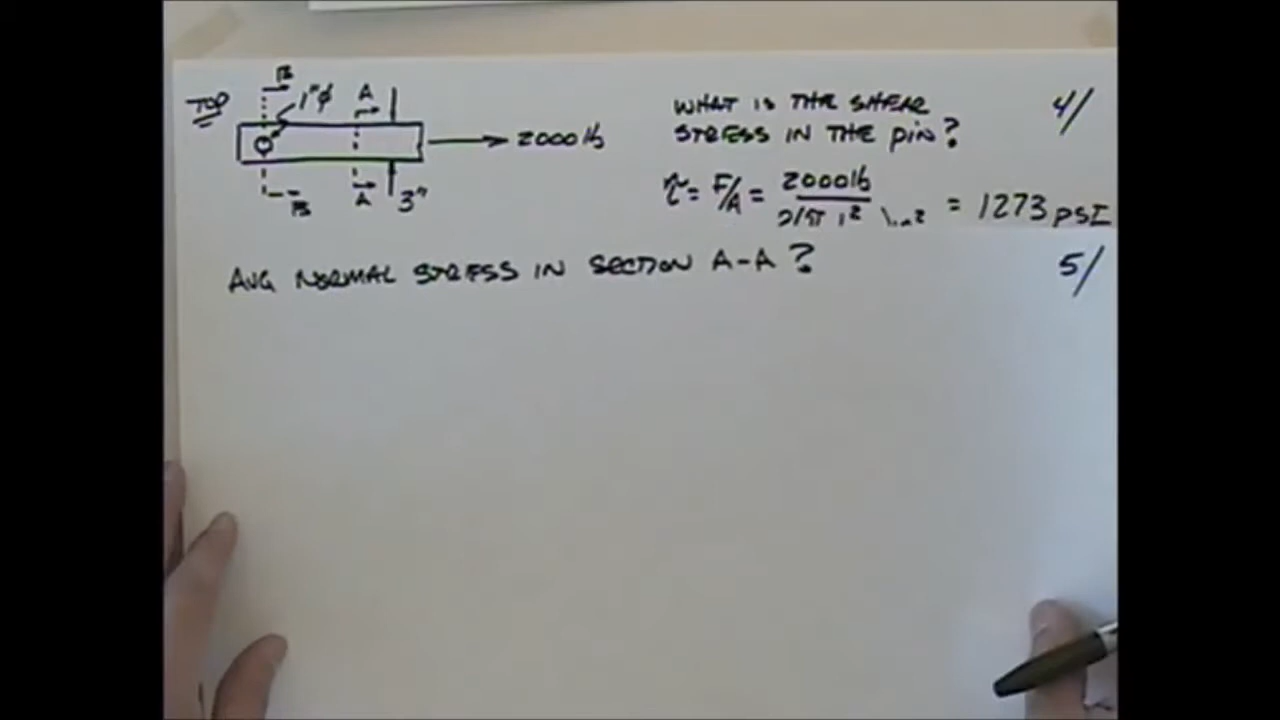 TOP
B
1"φ
A
2000 lb
B
A
3"
WHAT IS THE SHEAR
STRESS IN THE PIN?
4/
τ = F/A = 2000 lb = 1273 PSI
AVG NORMAL STRESS IN SECTION A-A?
5/